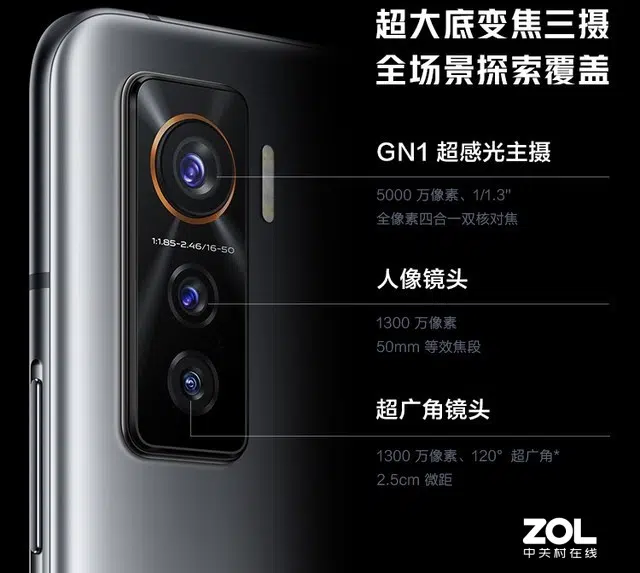 超大底变焦三摄
全场景探索覆盖
GN1 超感光主摄
5000 万像素、1/1.3"
全像素四合一双核对焦
1:1.85-2.46/16-50
人像镜头
1300 万像素
50mm 等效焦段
超广角镜头
1300 万像素、120° 超广角*
2.5cm 微距
ZOL
中关村在线